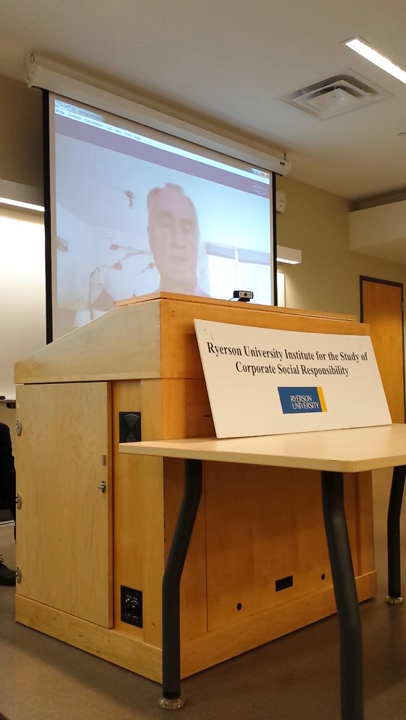 Ryerson University Institute for the Study of
Corporate Social Responsibility
RYERSON
UNIVERSITY